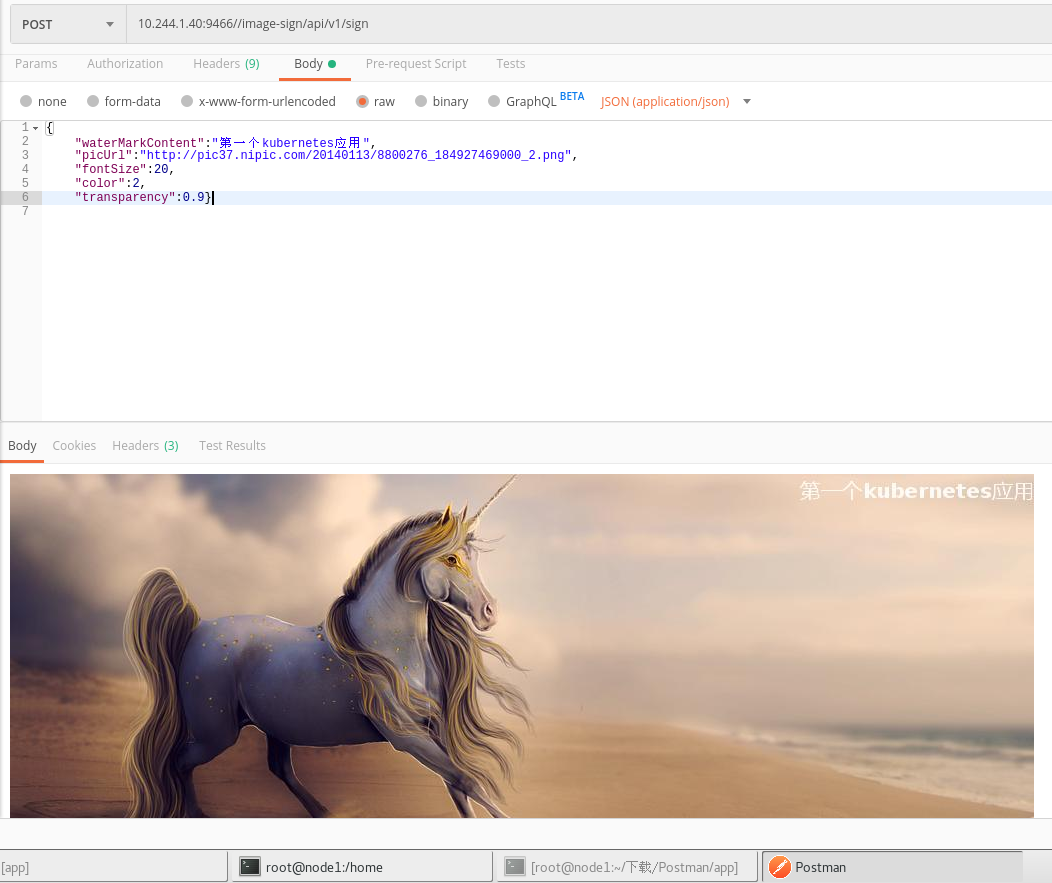 POST 10.244.1.40:9466//image-sign/api/v1/sign
Params Authorization Headers (9) Body Pre-request Script Tests
none form-data x-www-form-urlencoded raw binary GraphQL BETA JSON (application/json)
1 {
2 "waterMarkContent":"第一个kubernetes应用",
3 "picUrl":"http://pic37.nipic.com/20140113/8800276_184927469000_2.png",
4 "fontSize":20,
5 "color":2,
6 "transparency":0.9}
7
Body Cookies Headers (3) Test Results
第一个kubernetes应用
[app] root@node1:/home [root@node1:~/下载/Postman/app] Postman